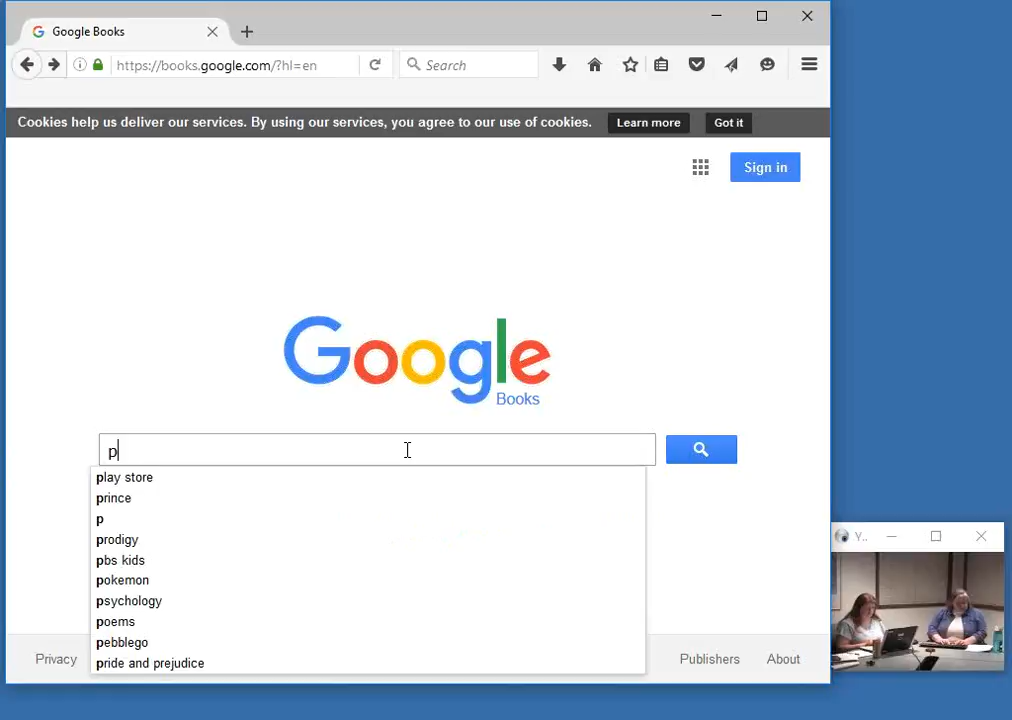 Google Books
https://books.google.com/?hl=en
Search
Cookies help us deliver our services. By using our services, you agree to our use of cookies.
Learn more
Got it
Sign in
Google
Books
p
play store
prince
p
prodigy
pbs kids
pokemon
psychology
poems
pebblego
pride and prejudice
Privacy
Publishers
About
Y..